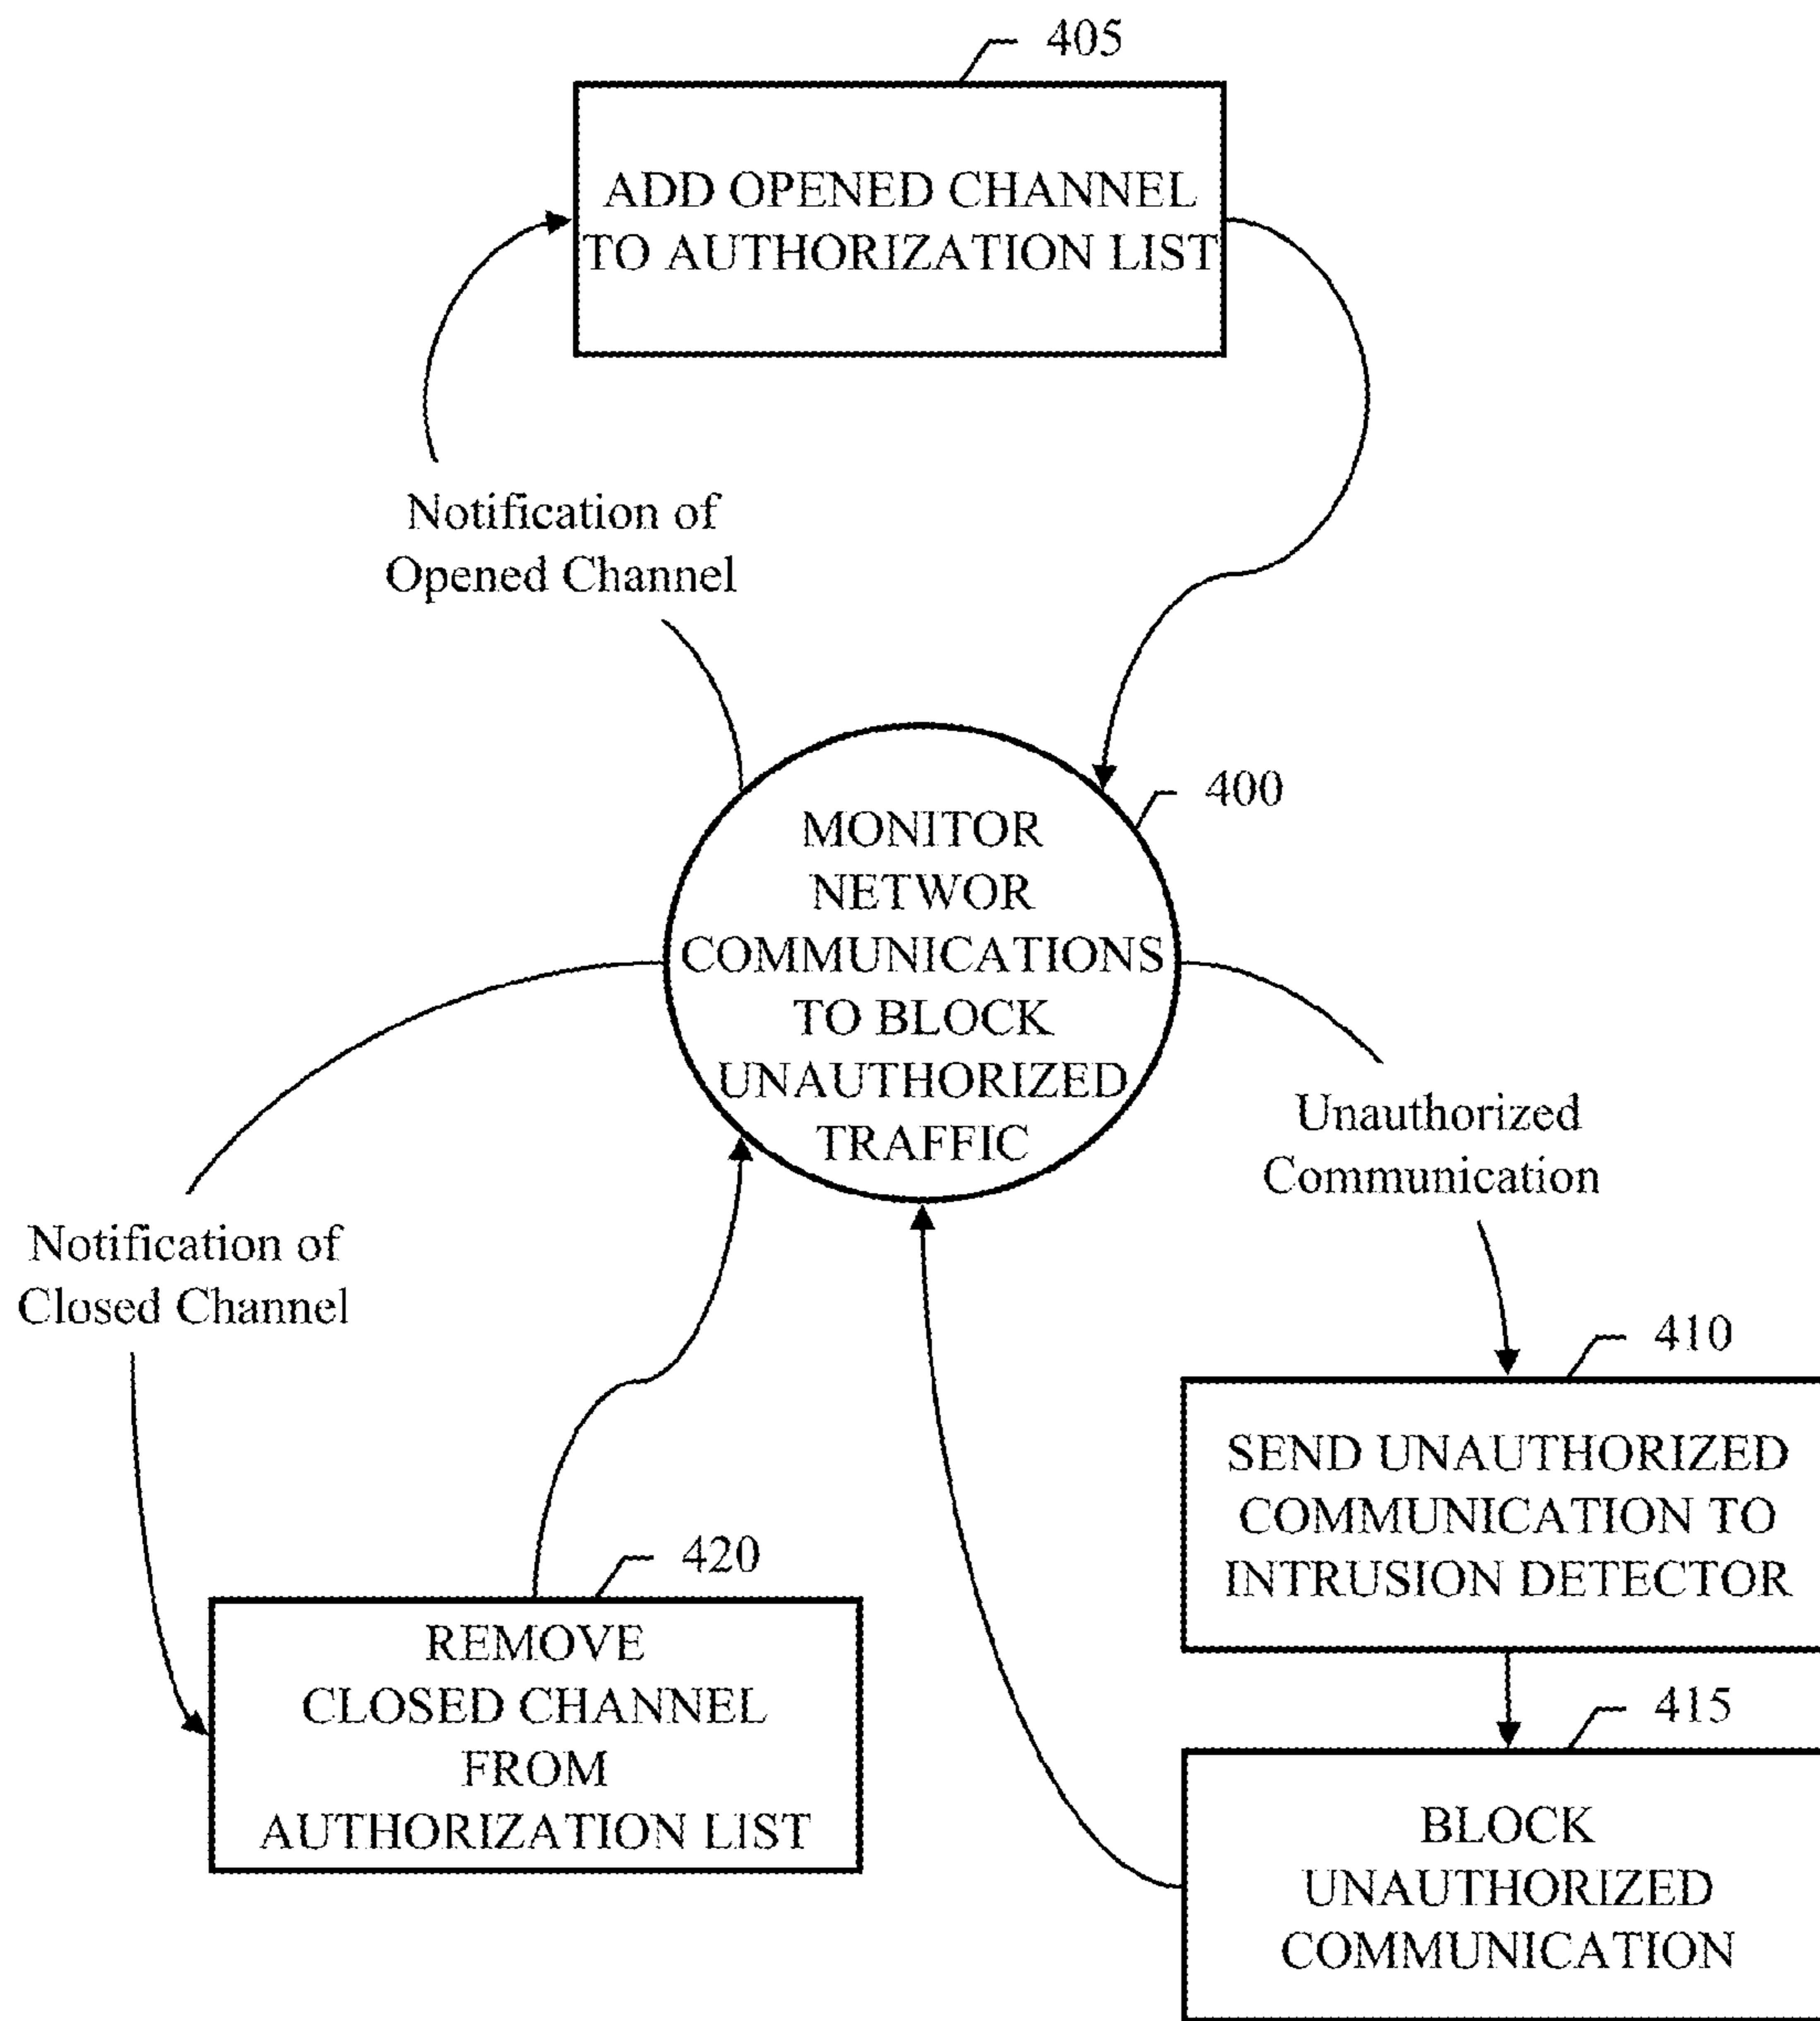 405
ADD OPENED CHANNEL
TO AUTHORIZATION LIST
Notification of
Opened Channel
400
MONITOR
NETWOR
COMMUNICATIONS
TO BLOCK
UNAUTHORIZED
TRAFFIC
Unauthorized
Communication
Notification of
Closed Channel
410
SEND UNAUTHORIZED
COMMUNICATION TO
INTRUSION DETECTOR
420
REMOVE
CLOSED CHANNEL
FROM
AUTHORIZATION LIST
415
BLOCK
UNAUTHORIZED
COMMUNICATION